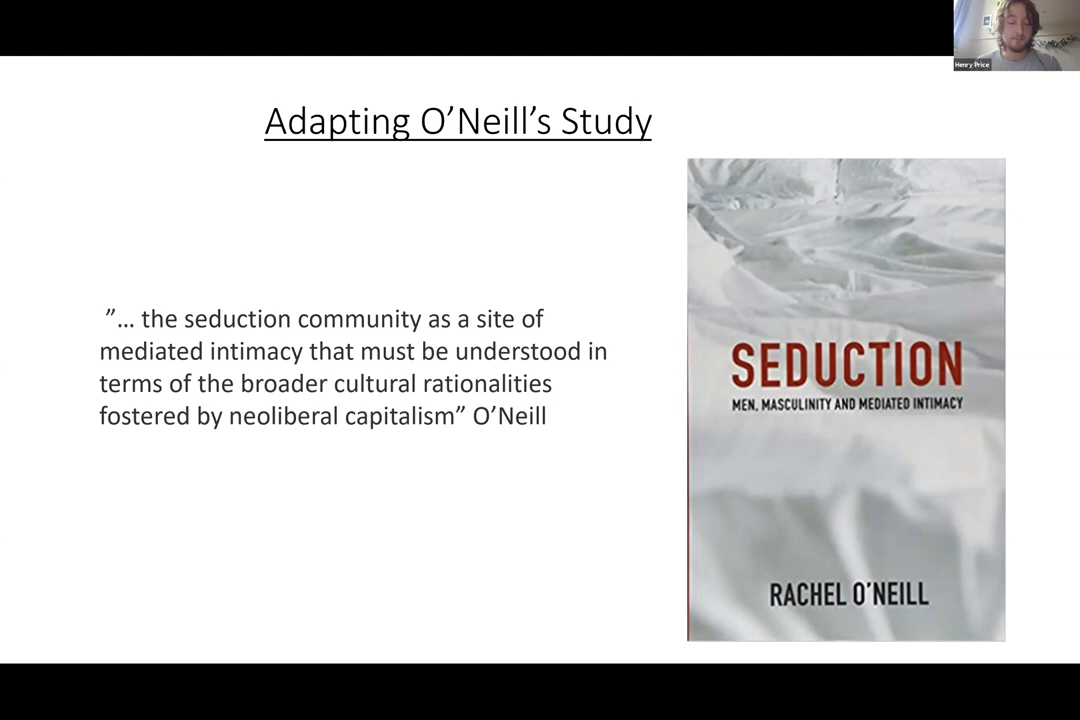 Henry Price
Adapting O’Neill’s Study
”… the seduction community as a site of
mediated intimacy that must be understood in
terms of the broader cultural rationalities
fostered by neoliberal capitalism” O’Neill
SEDUCTION
MEN, MASCULINITY AND MEDIATED INTIMACY
RACHEL O’NEILL